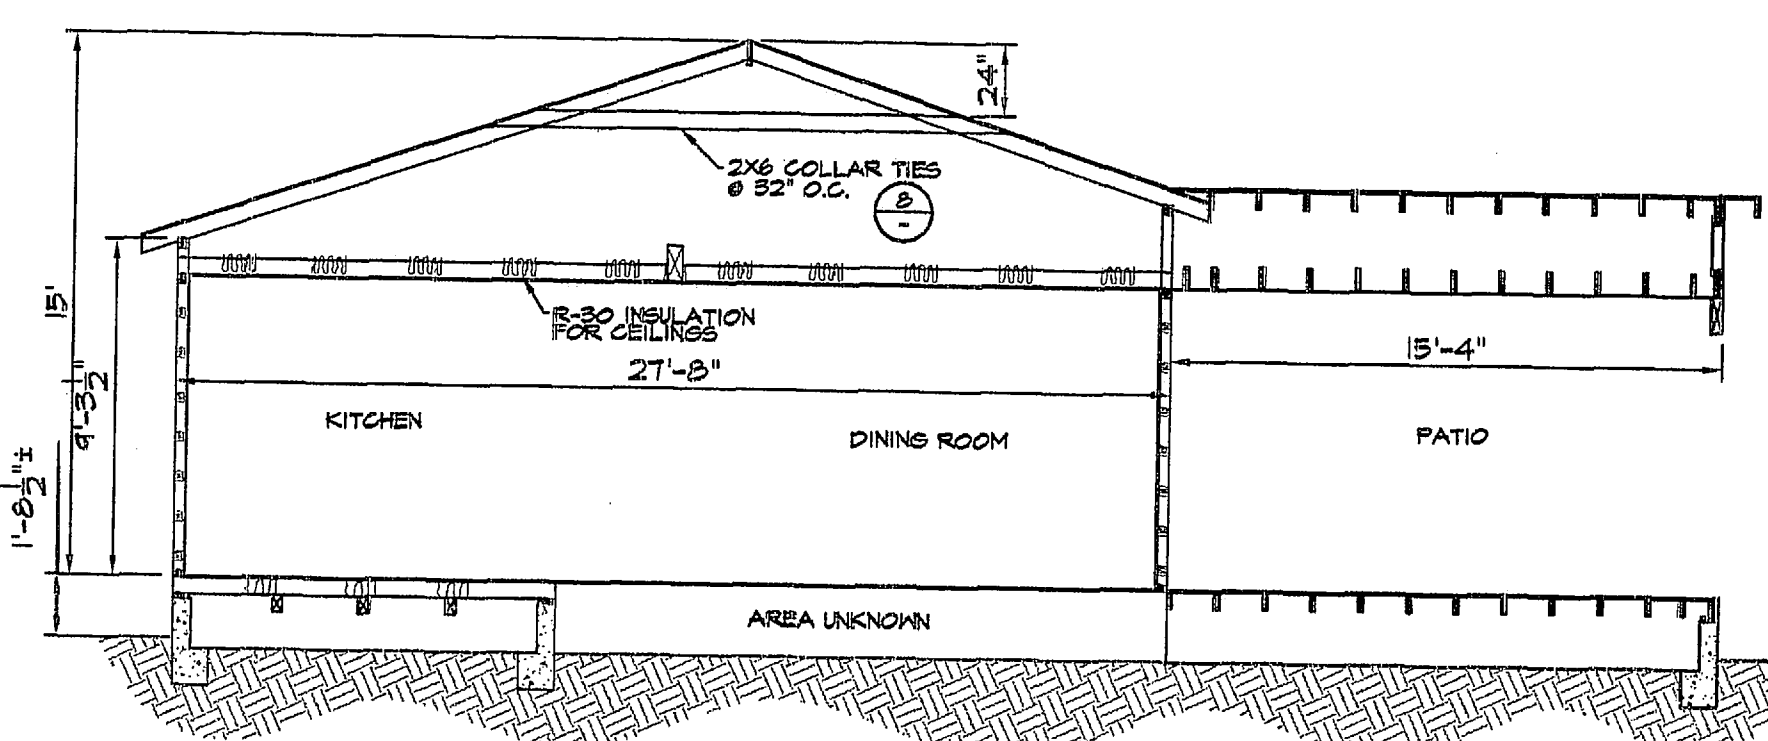 24"
2X6 COLLAR TIES
@ 32" O.C.
8
-
15'
R-30 INSULATION
FOR CEILINGS
27'-8"
15'-4"
9'-3 1/2"
KITCHEN
DINING ROOM
PATIO
1'-8 1/2"±
AREA UNKNOWN